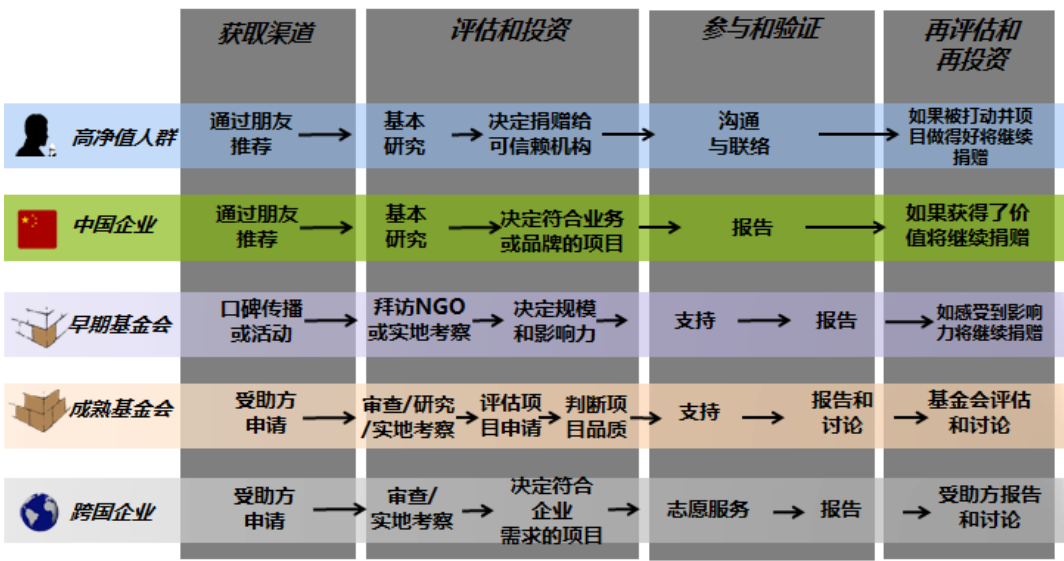 获取渠道
评估和投资
参与和验证
再评估和
再投资
高净值人群
通过朋友
推荐
基本
研究
决定捐赠给
可信赖机构
沟通
与联络
如果被打动并项
目做得好将继续
捐赠
中国企业
通过朋友
推荐
基本
研究
决定符合业务
或品牌的项目
报告
如果获得了价
值将继续捐赠
早期基金会
口碑传播
或活动
拜访NGO
或实地考察
决定规模
和影响力
支持
报告
如感受到影响
力将继续捐赠
成熟基金会
受助方
申请
审查/研究
/实地考察
评估项
目申请
判断项
目品质
支持
报告和
讨论
基金会评估
和讨论
跨国企业
受助方
申请
审查/
实地考察
决定符合
企业
需求的项目
志愿服务
报告
受助方报告
和讨论